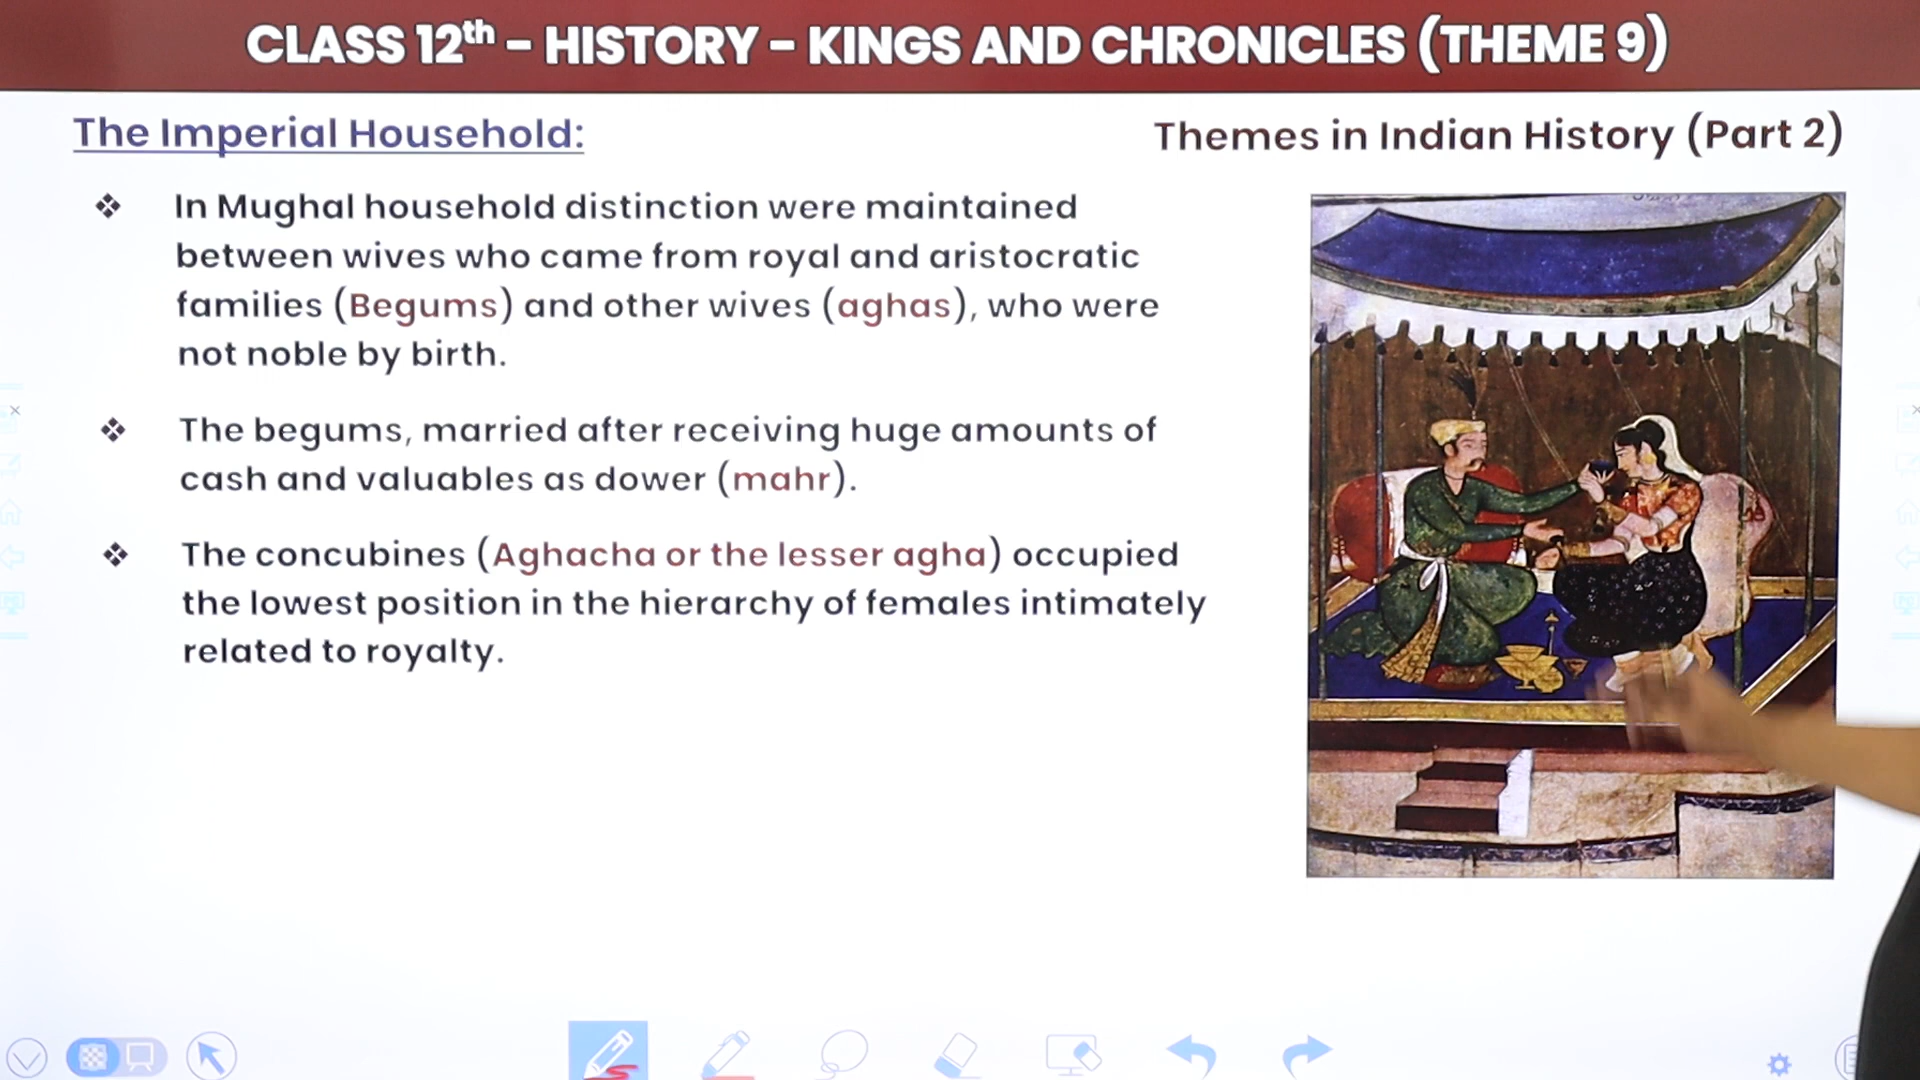 CLASS 12th – HISTORY – KINGS AND CHRONICLES (THEME 9)
The Imperial Household:
Themes in Indian History (Part 2)
❖ In Mughal household distinction were maintained
between wives who came from royal and aristocratic
families (Begums) and other wives (aghas), who were
not noble by birth.
❖ The begums, married after receiving huge amounts of
cash and valuables as dower (mahr).
❖ The concubines (Aghacha or the lesser agha) occupied
the lowest position in the hierarchy of females intimately
related to royalty.